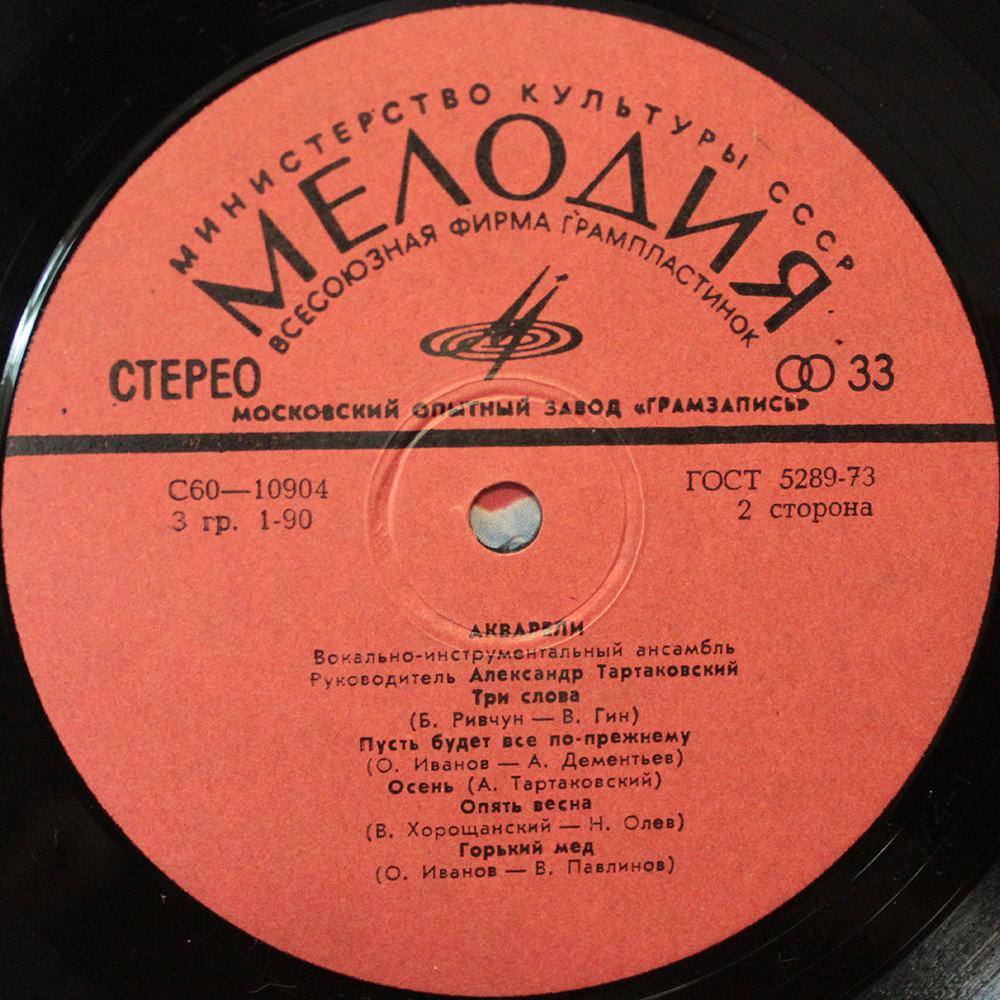 МИНИСТЕРСТВО КУЛЬТУРЫ СССР
МЕЛОДИЯ
ВСЕСОЮЗНАЯ ФИРМА ГРАМПЛАСТИНОК
СТЕРЕО
33
МОСКОВСКИЙ ОПЫТНЫЙ ЗАВОД «ГРАМЗАПИСЬ»
С60—10904
ГОСТ 5289-73
3 гр. 1-90
2 сторона
АКВАРЕЛИ
Вокально-инструментальный ансамбль
Руководитель Александр Тартаковский
Три слова
(Б. Ривчун — В. Гин)
Пусть будет все по-прежнему
(О. Иванов — А. Дементьев)
Осень (А. Тартаковский)
Опять весна
(В. Хорощанский — Н. Олев)
Горький мед
(О. Иванов — В. Павлинов)